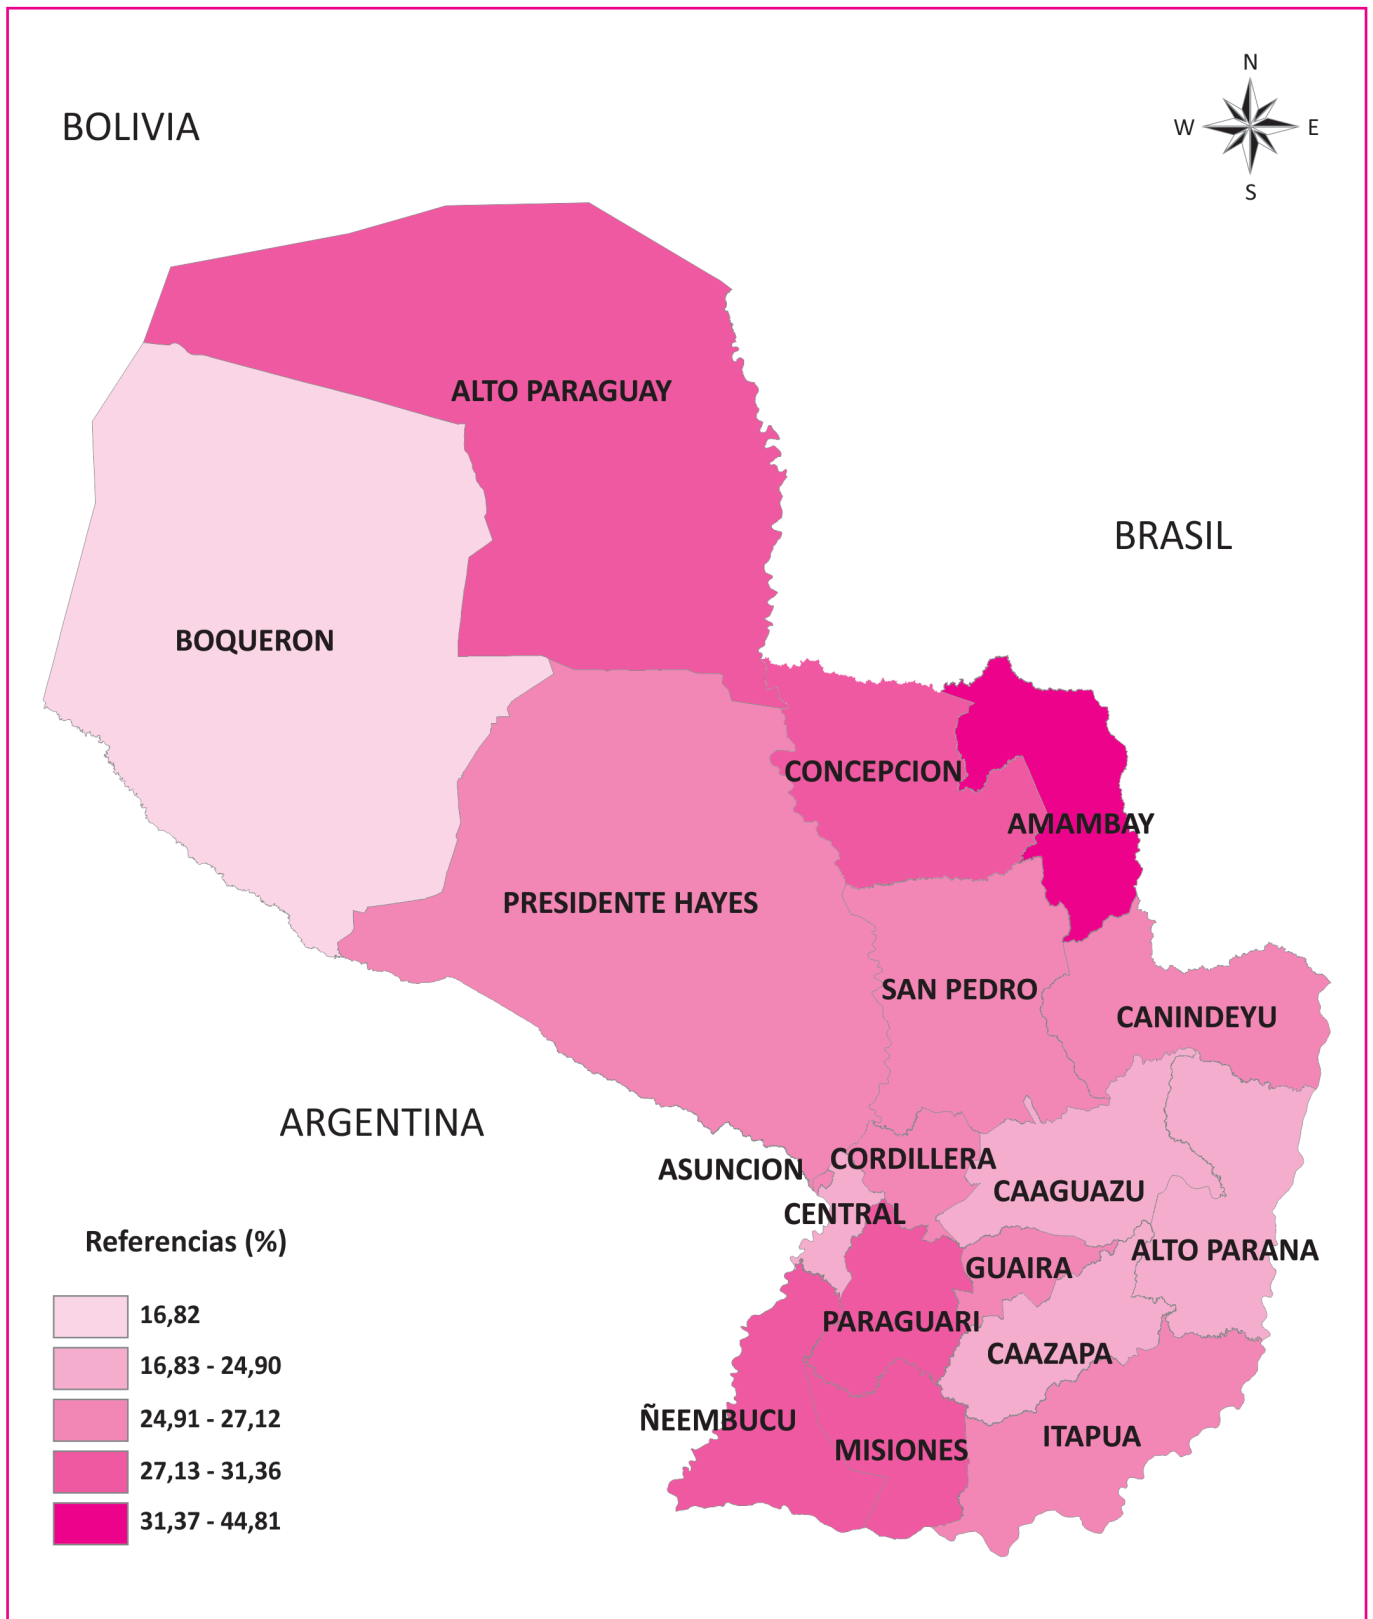 N
BOLIVIA
W
E
S
ALTO PARAGUAY
BRASIL
BOQUERON
CONCEPCION
AMAMBAY
PRESIDENTE HAYES
SAN PEDRO
CANINDEYU
ARGENTINA
ASUNCION
CORDILLERA
CAAGUAZU
CENTRAL
ALTO PARANA
GUAIRA
PARAGUARI
CAAZAPA
ÑEEMBUCU
MISIONES
ITAPUA
Referencias (%)
16,82
16,83 - 24,90
24,91 - 27,12
27,13 - 31,36
31,37 - 44,81